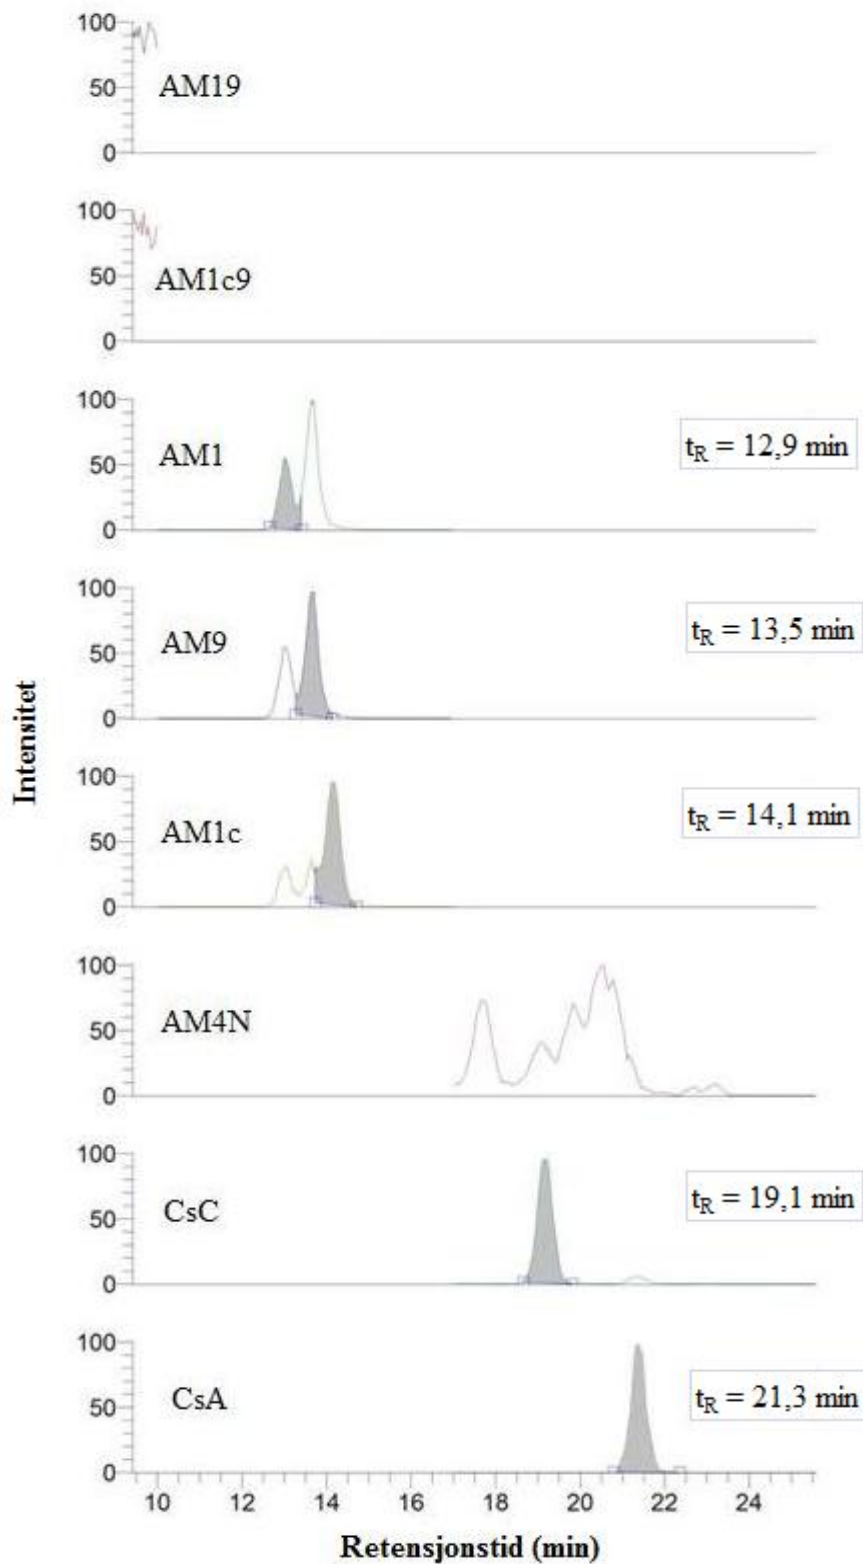 100
50
AM19
0
100
50
AM1c9
0
100
50
AM1
tR = 12,9 min
0
100
50
AM9
tR = 13,5 min
0
Intensitet
100
50
AM1c
tR = 14,1 min
0
100
50
AM4N
0
100
50
CsC
tR = 19,1 min
0
100
50
CsA
tR = 21,3 min
0
10 12 14 16 18 20 22 24
Retensjonstid (min)